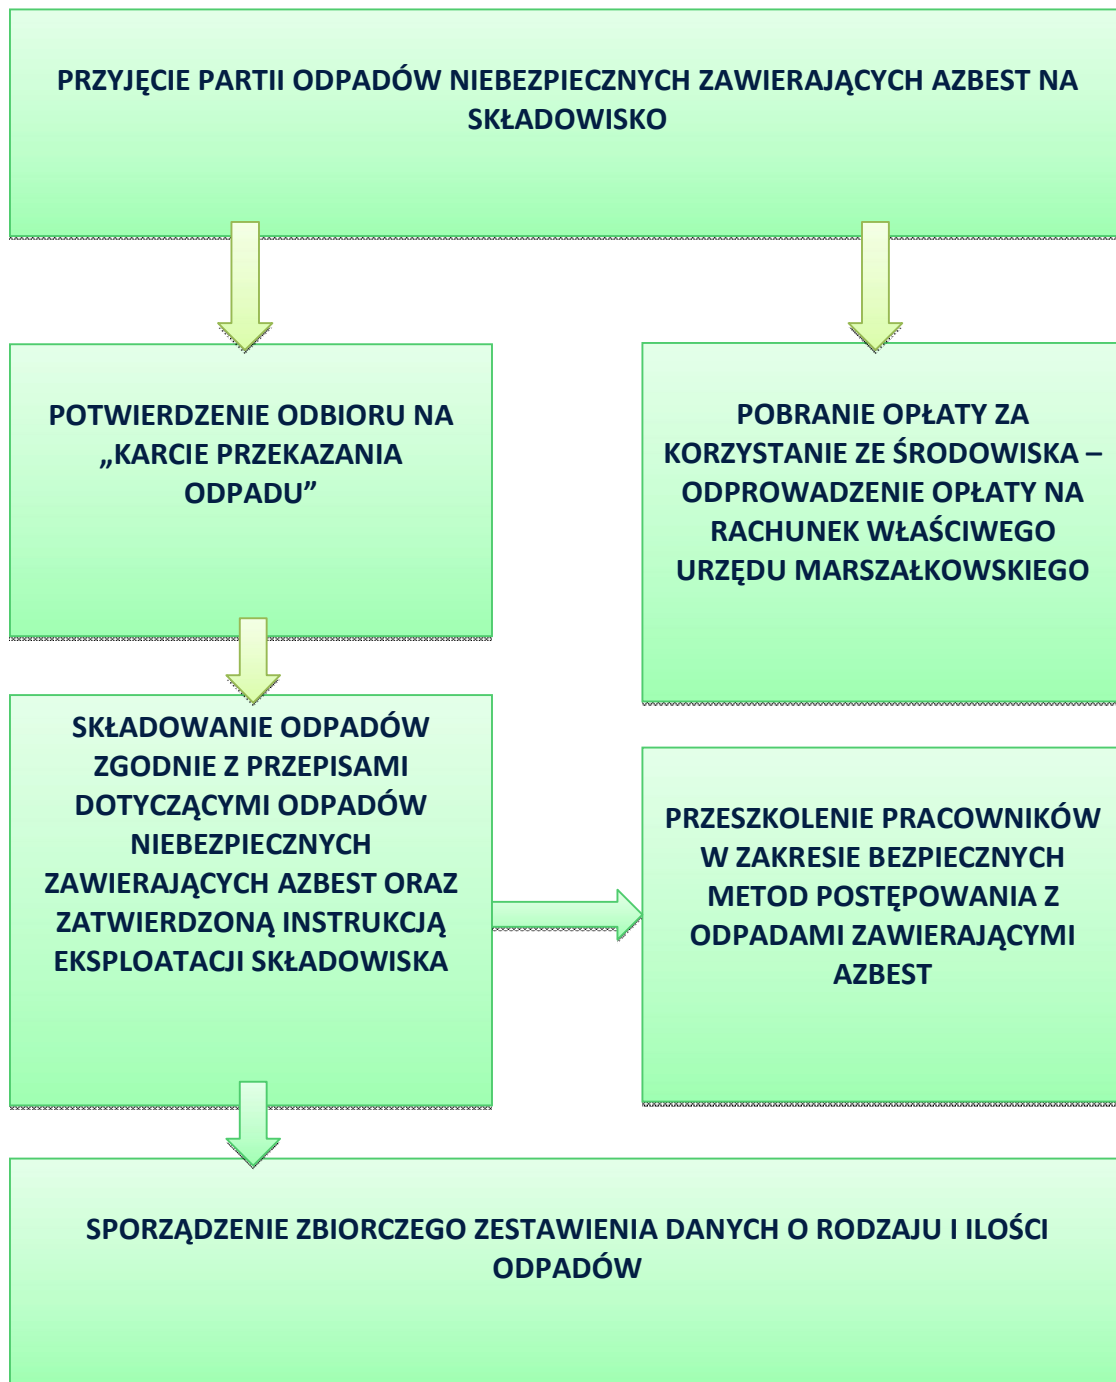 PRZYJĘCIE PARTII ODPADÓW NIEBEZPIECZNYCH ZAWIERAJĄCYCH AZBEST NA
SKŁADOWISKO
POTWIERDZENIE ODBIORU NA
„KARCIE PRZEKAZANIA
ODPADU”
POBRANIE OPŁATY ZA
KORZYSTANIE ZE ŚRODOWISKA –
ODPROWADZENIE OPŁATY NA
RACHUNEK WŁAŚCIWEGO
URZĘDU MARSZAŁKOWSKIEGO
SKŁADOWANIE ODPADÓW
ZGODNIE Z PRZEPISAMI
DOTYCZĄCYMI ODPADÓW
NIEBEZPIECZNYCH
ZAWIERAJĄCYCH AZBEST ORAZ
ZATWIERDZONĄ INSTRUKCJĄ
EKSPLOATACJI SKŁADOWISKA
PRZESZKOLENIE PRACOWNIKÓW
W ZAKRESIE BEZPIECZNYCH
METOD POSTĘPOWANIA Z
ODPADAMI ZAWIERAJĄCYMI
AZBEST
SPORZĄDZENIE ZBIORCZEGO ZESTAWIENIA DANYCH O RODZAJU I ILOŚCI
ODPADÓW